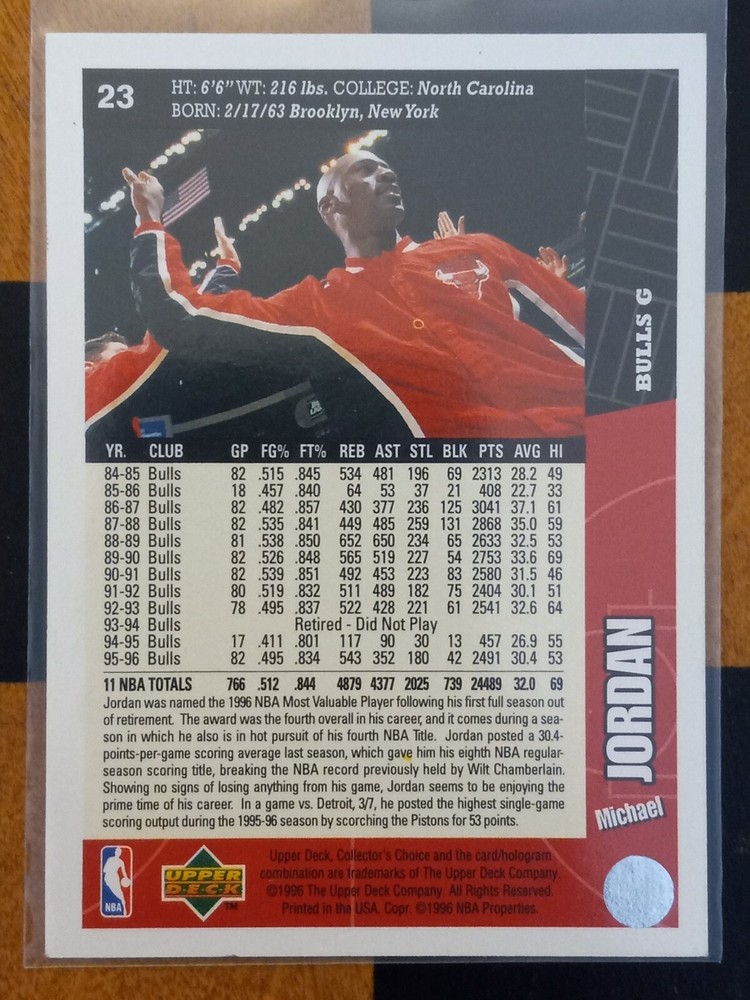 23
HT: 6'6" WT: 216 lbs. COLLEGE: North Carolina
BORN: 2/17/63 Brooklyn, New York
BULLS G
YR. CLUB GP FG% FT% REB AST STL BLK PTS AVG HI
84-85 Bulls 82 .515 .845 534 481 196 69 2313 28.2 49
85-86 Bulls 18 .457 .840 64 53 37 21 408 22.7 33
86-87 Bulls 82 .482 .857 430 377 236 125 3041 37.1 61
87-88 Bulls 82 .535 .841 449 485 259 131 2868 35.0 59
88-89 Bulls 81 .538 .850 652 650 234 65 2633 32.5 53
89-90 Bulls 82 .526 .848 565 519 227 54 2753 33.6 69
90-91 Bulls 82 .539 .851 492 453 223 83 2580 31.5 46
91-92 Bulls 80 .519 .832 511 489 182 75 2404 30.1 51
92-93 Bulls 78 .495 .837 522 428 221 61 2541 32.6 64
93-94 Bulls Retired - Did Not Play
94-95 Bulls 17 .411 .801 117 90 30 13 457 26.9 55
95-96 Bulls 82 .495 .834 543 352 180 42 2491 30.4 53
11 NBA TOTALS 766 .512 .844 4879 4377 2025 739 24489 32.0 69
Jordan was named the 1996 NBA Most Valuable Player following his first full season out
of retirement. The award was the fourth overall in his career, and it comes during a sea-
son in which he also is in hot pursuit of his fourth NBA Title. Jordan posted a 30.4-
points-per-game scoring average last season, which gave him his eighth NBA regular-
season scoring title, breaking the NBA record previously held by Wilt Chamberlain.
Showing no signs of losing anything from his game, Jordan seems to be enjoying the
prime time of his career. In a game vs. Detroit, 3/7, he posted the highest single-game
scoring output during the 1995-96 season by scorching the Pistons for 53 points.
Michael
JORDAN
NBA
UPPER
DECK
TM
Upper Deck, Collector's Choice and the card/hologram
combination are trademarks of The Upper Deck Company.
©1996 The Upper Deck Company. All Rights Reserved.
Printed in the USA. Copr. ©1996 NBA Properties.